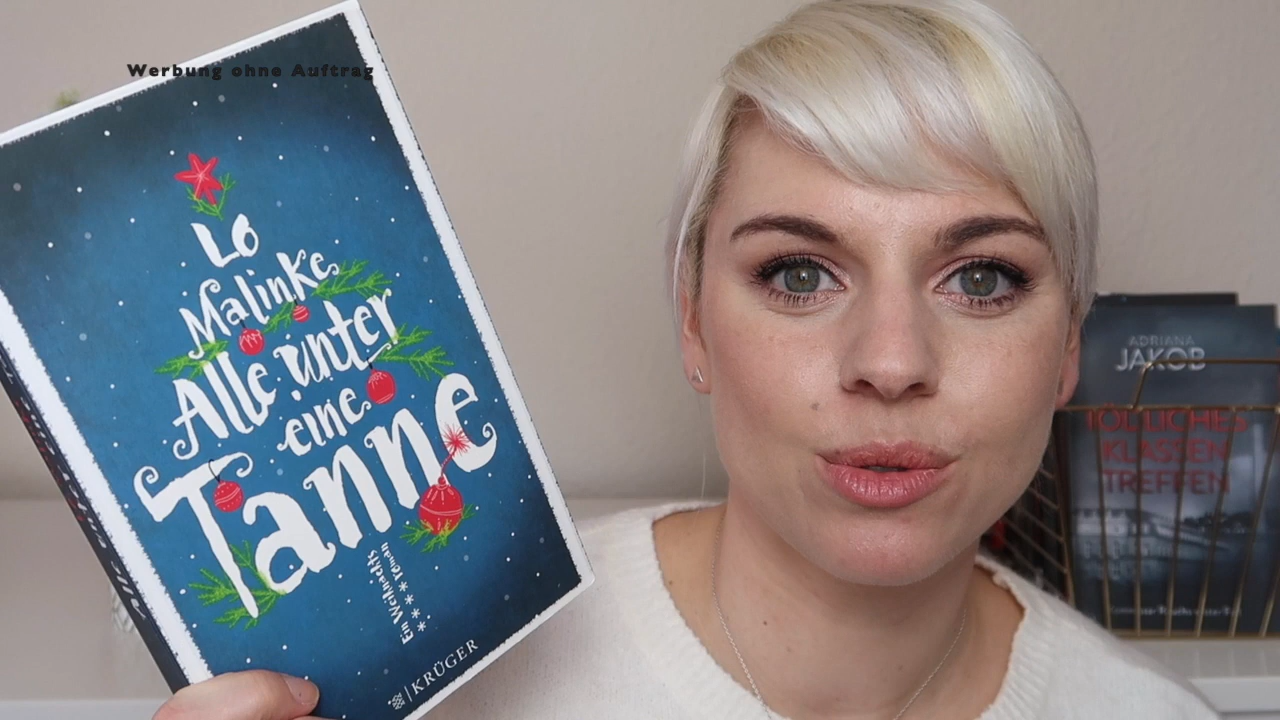 Werbung ohne Auftrag
Lo
Malinke
Alle unter
eine
Tanne
Ein Weihnachts
roman
KRÜGER
ADRIANA
JAKOB
TÖDLICHES
KLASSEN
TREFFEN